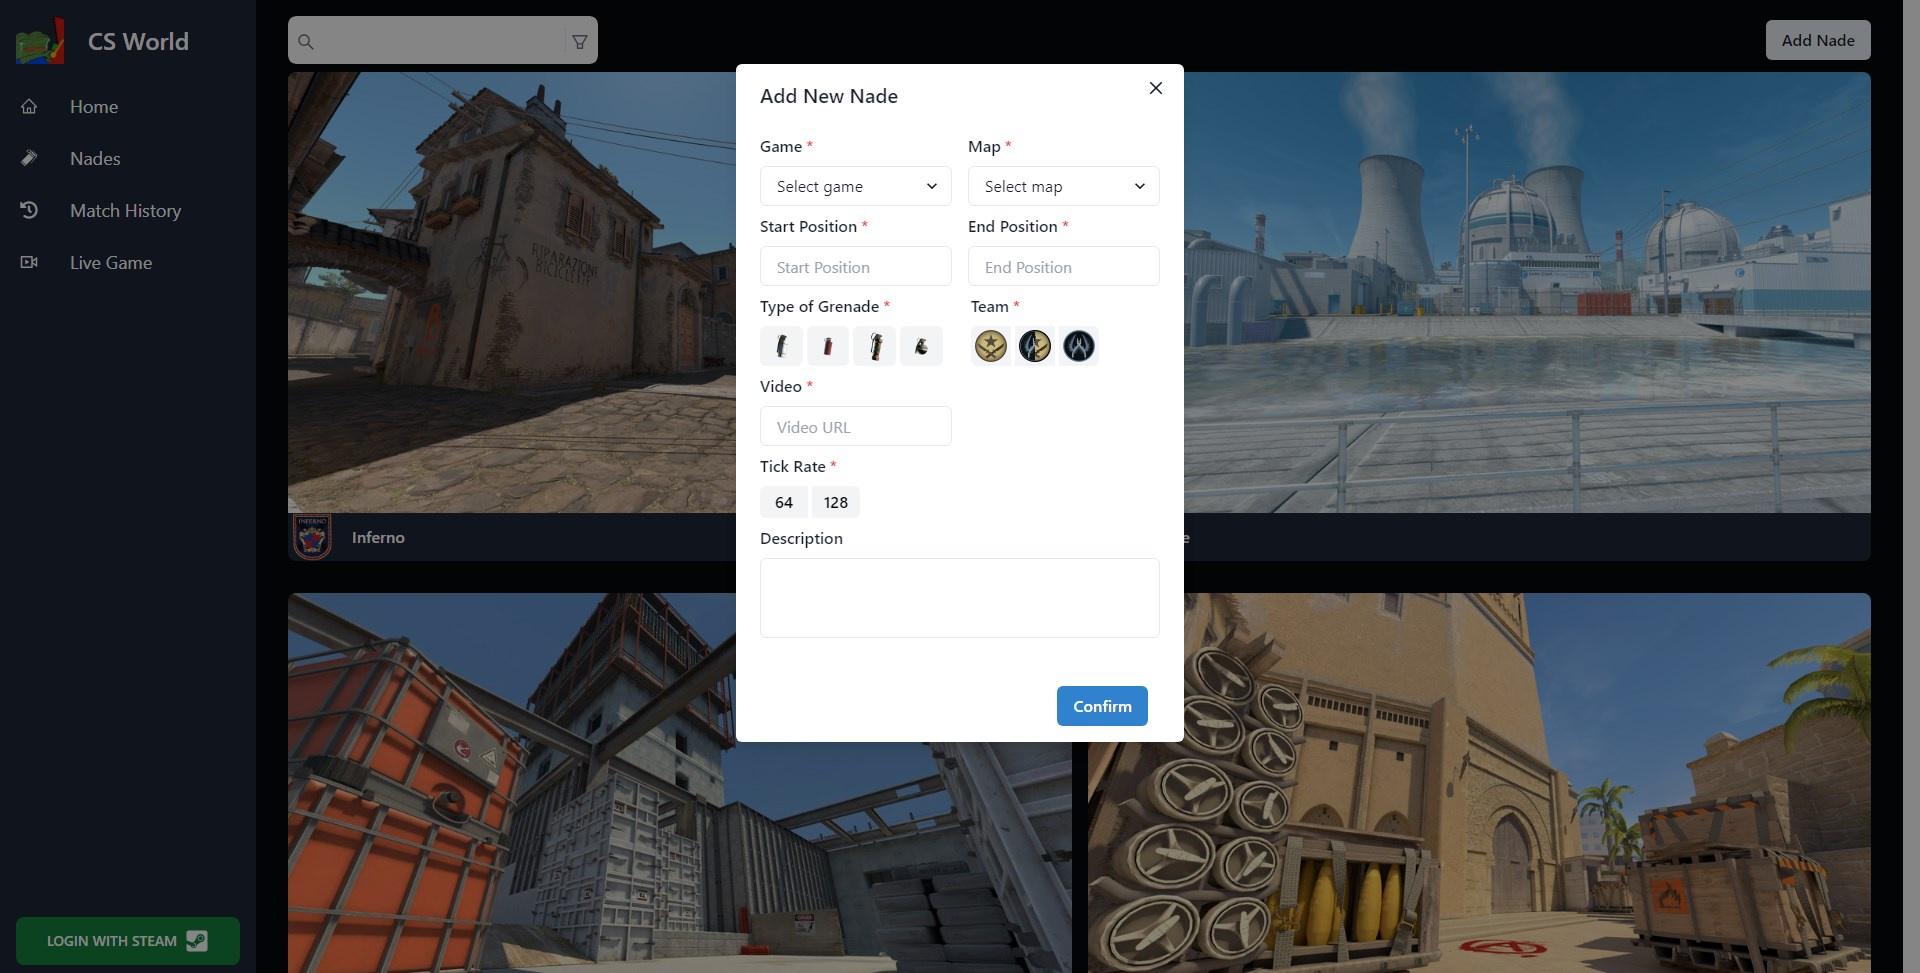 CS World
Home
Nades
Match History
Live Game
LOGIN WITH STEAM
Add Nade
RIPARAZIONE
BICICLETTE
INFERNO
Inferno
e
Add New Nade
Game *
Map *
Select game
Select map
Start Position *
End Position *
Start Position
End Position
Type of Grenade *
Team *
Video *
Video URL
Tick Rate *
64
128
Description
Confirm